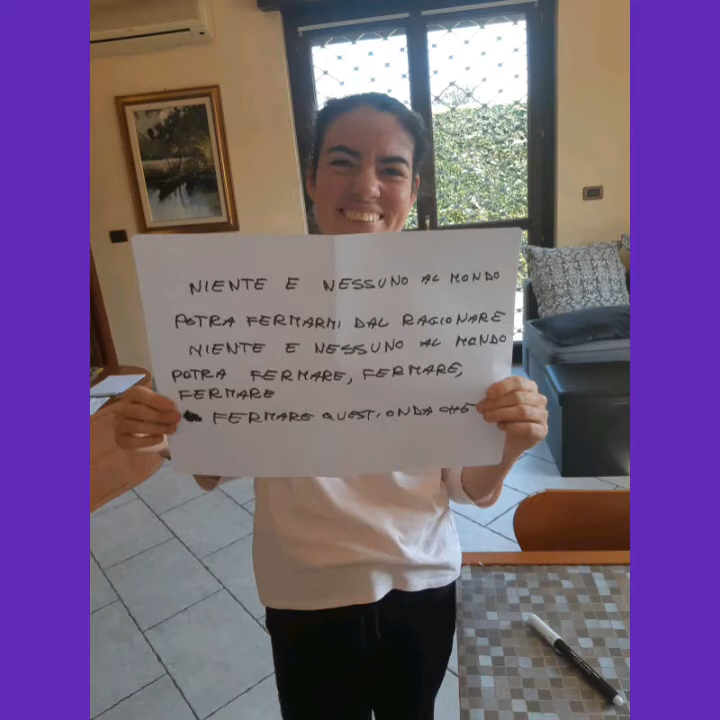 NIENTE E NESSUNO AL MONDO
POTRA FERMARMI DAL RAGIONARE
NIENTE E NESSUNO AL MONDO
POTRA FERMARE, FERMARE,
FERMARE
FERMARE QUEST'ONDA CHE